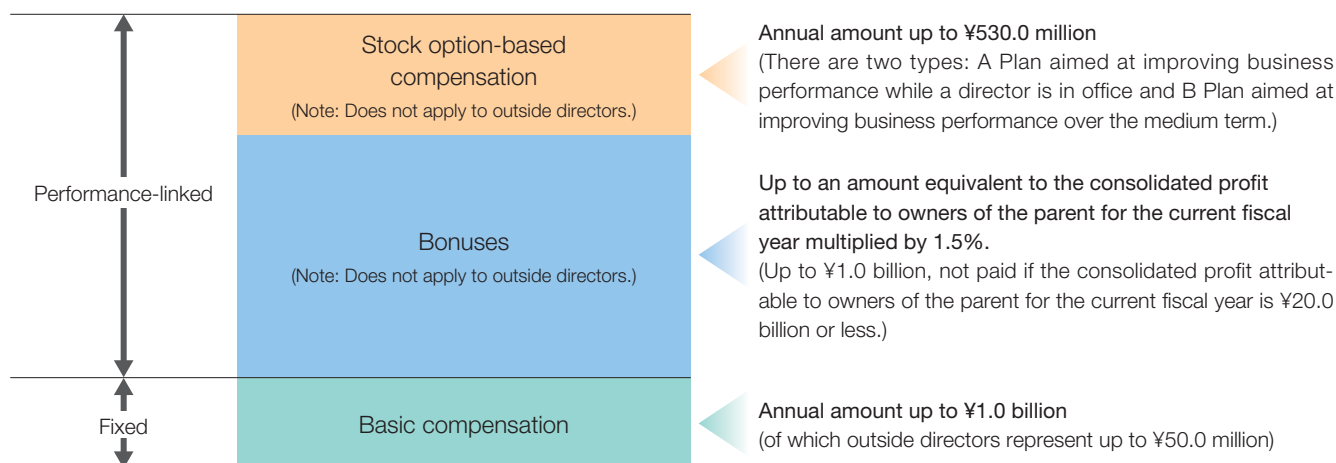 Performance-linked
Fixed
Stock option-based
compensation
(Note: Does not apply to outside directors.)
Bonuses
(Note: Does not apply to outside directors.)
Basic compensation
Annual amount up to ¥530.0 million
(There are two types: A Plan aimed at improving business
performance while a director is in office and B Plan aimed at
improving business performance over the medium term.)
Up to an amount equivalent to the consolidated profit
attributable to owners of the parent for the current fiscal
year multiplied by 1.5%.
(Up to ¥1.0 billion, not paid if the consolidated profit attribut-
able to owners of the parent for the current fiscal year is ¥20.0
billion or less.)
Annual amount up to ¥1.0 billion
(of which outside directors represent up to ¥50.0 million)